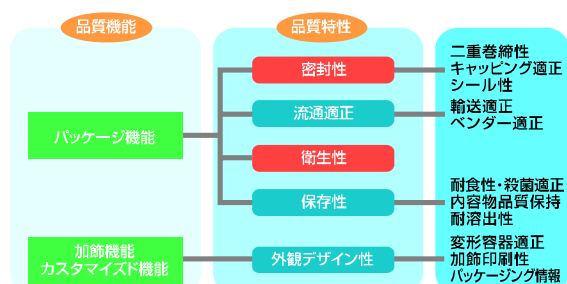 品質機能
品質特性
パッケージ機能
密封性
二重巻締性
キャッピング適正
シール性
流通適正
輸送適正
ベンダー適正
衛生性
保存性
耐食性・殺菌適正
内容物品質保持
耐溶出性
加飾機能
カスタマイズド機能
外観デザイン性
変形容器適正
加飾印刷性
パッケージング情報